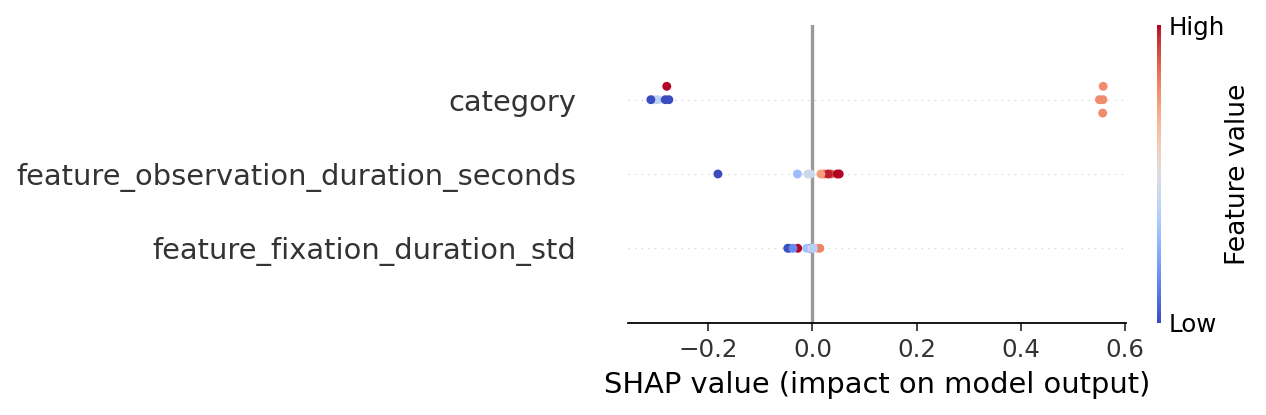 High
category
feature_observation_duration_seconds
feature_fixation_duration_std
Feature value
Low
−0.2 0.0 0.2 0.4 0.6
SHAP value (impact on model output)